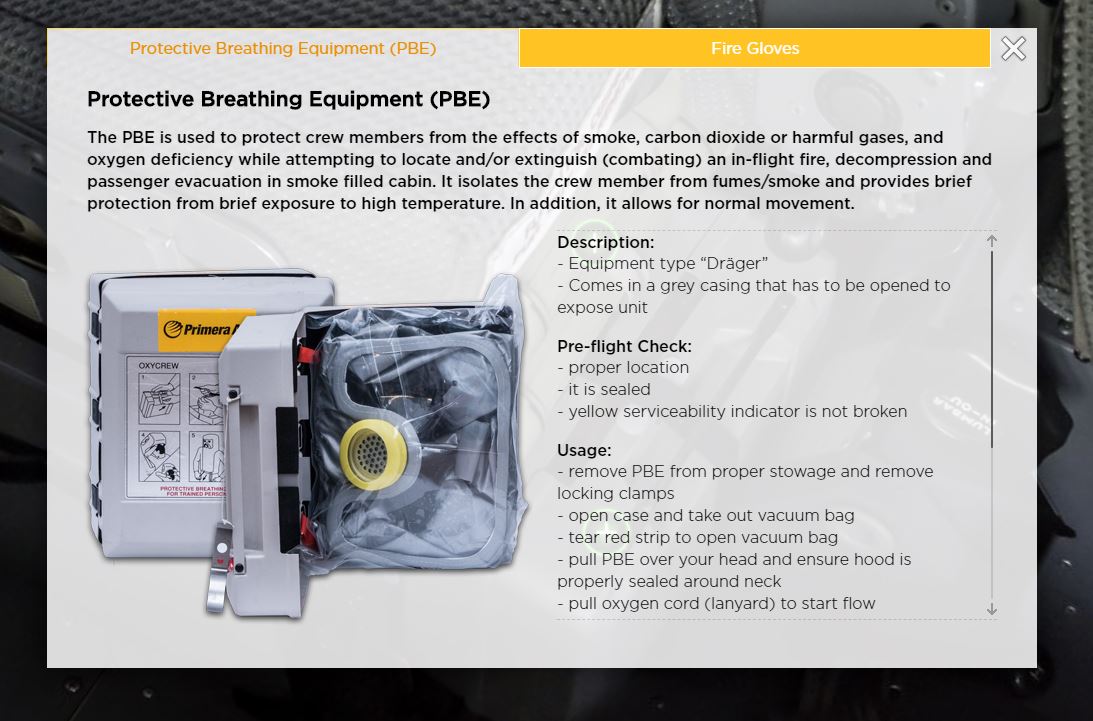 Protective Breathing Equipment (PBE)
Fire Gloves
Protective Breathing Equipment (PBE)
The PBE is used to protect crew members from the effects of smoke, carbon dioxide or harmful gases, and
oxygen deficiency while attempting to locate and/or extinguish (combating) an in-flight fire, decompression and
passenger evacuation in smoke filled cabin. It isolates the crew member from fumes/smoke and provides brief
protection from brief exposure to high temperature. In addition, it allows for normal movement.
Description:
- Equipment type “Dräger”
- Comes in a grey casing that has to be opened to
expose unit
Pre-flight Check:
- proper location
- it is sealed
- yellow serviceability indicator is not broken
Usage:
- remove PBE from proper stowage and remove
locking clamps
- open case and take out vacuum bag
- tear red strip to open vacuum bag
- pull PBE over your head and ensure hood is
properly sealed around neck
- pull oxygen cord (lanyard) to start flow
Primera A
OXYCREW
1
2
4
5
PROTECTIVE BREATHING
FOR TRAINED PERSON